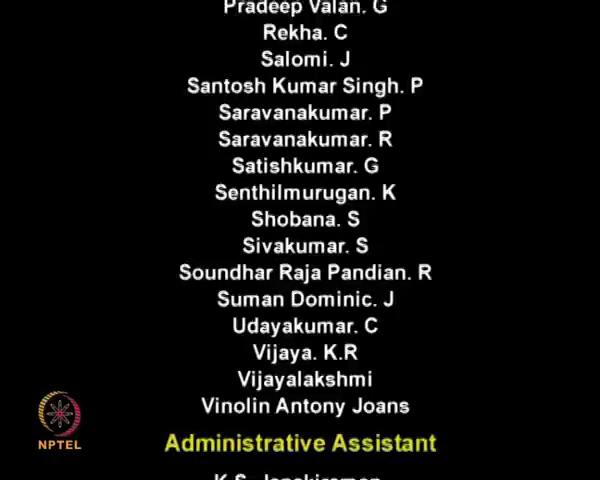 Pradeep Valan. G
Rekha. C
Salomi. J
Santosh Kumar Singh. P
Saravanakumar. P
Saravanakumar. R
Satishkumar. G
Senthilmurugan. K
Shobana. S
Sivakumar. S
Soundhar Raja Pandian. R
Suman Dominic. J
Udayakumar. C
Vijaya. K.R
Vijayalakshmi
Vinolin Antony Joans
NPTEL
Administrative Assistant
K.S.